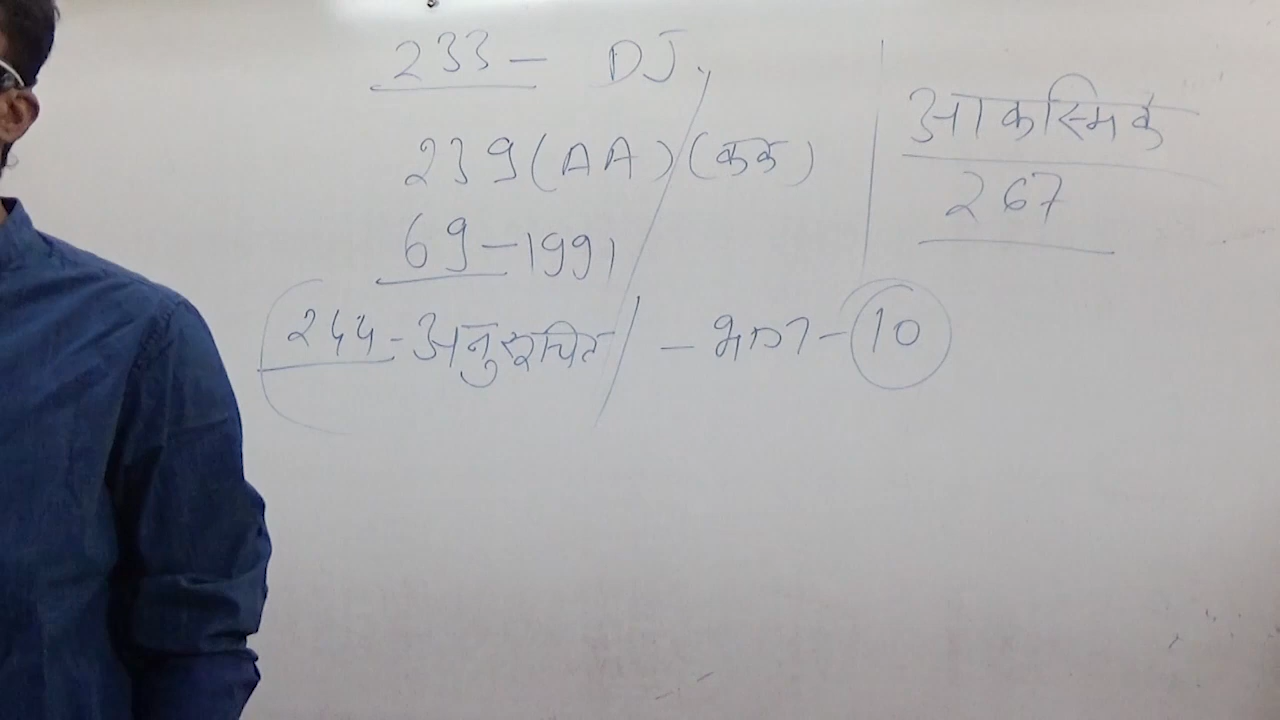 233 - DJ.
239 (AA) (कक)
69 - 1991
244 - अनुसूचित - भाग - 10
आकस्मिक
267